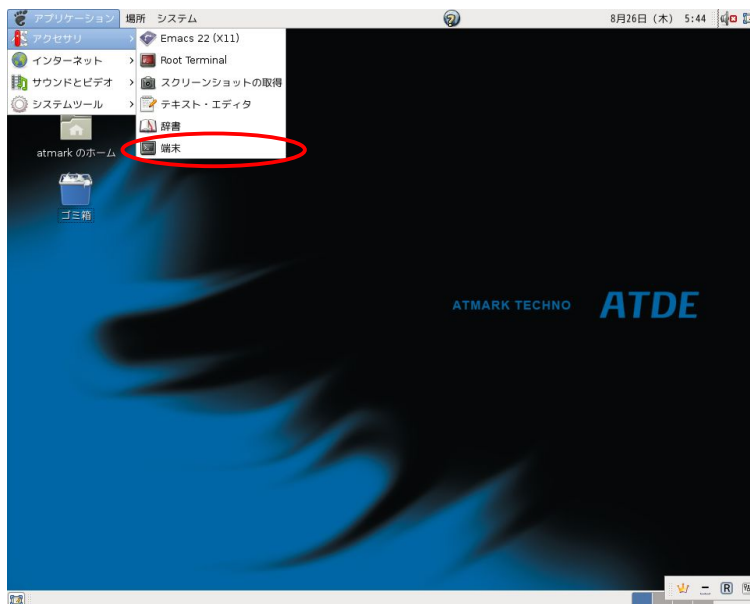 アプリケーション 場所 システム 8月26日 (木) 5:44
アクセサリ
インターネット
サウンドとビデオ
システムツール
Emacs 22 (X11)
Root Terminal
スクリーンショットの取得
テキスト・エディタ
辞書
端末
atmark のホーム
ゴミ箱
ATMARK TECHNO ATDE
R